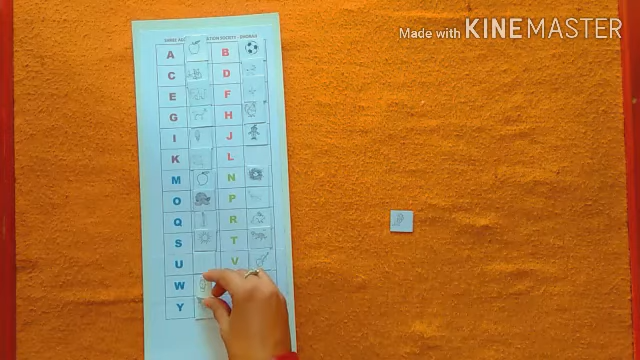 Made with KINEMASTER
A B
C D
E F
G H
I J
K L
M N
O P
Q R
S T
U V
W
Y